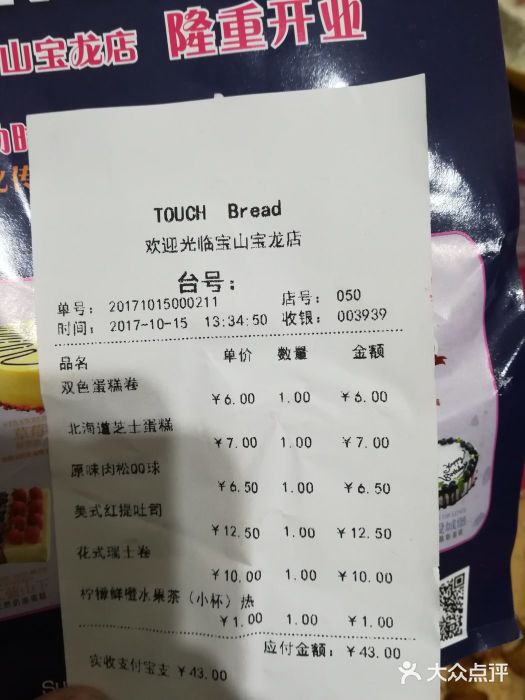 山宝龙店 隆重开业
TOUCH Bread
欢迎光临宝山宝龙店
台号：
单号： 20171015000211 店号： 050
时间： 2017-10-15 13:34:50 收银： 003939
品名 单价 数量 金额
双色蛋糕卷
￥6.00 1.00 ￥6.00
北海道芝士蛋糕
￥7.00 1.00 ￥7.00
原味肉松QQ球
￥6.50 1.00 ￥6.50
美式红提吐司
￥12.50 1.00 ￥12.50
花式瑞士卷
￥10.00 1.00 ￥10.00
柠檬鲜橙水果茶（小杯）热
￥1.00 1.00 ￥1.00
应付金额： ￥43.00
实收支付宝支 ￥43.00
大众点评